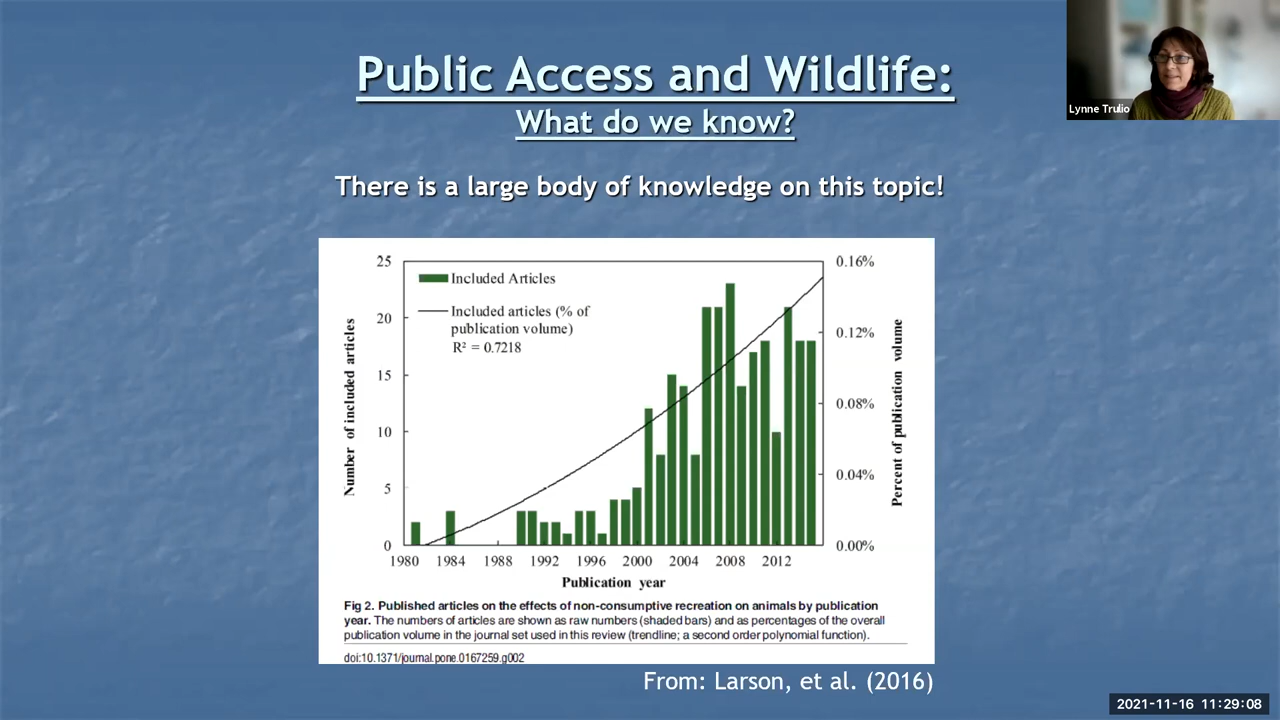 Public Access and Wildlife:
What do we know?
Lynne Trulio
There is a large body of knowledge on this topic!
25
20
15
10
5
0
Number of included articles
Included Articles
Included articles (% of
publication volume)
R² = 0.7218
0.16%
0.12%
0.08%
0.04%
0.00%
Percent of publication volume
1980 1984 1988 1992 1996 2000 2004 2008 2012
Publication year
Fig 2. Published articles on the effects of non-consumptive recreation on animals by publication
year. The numbers of articles are shown as raw numbers (shaded bars) and as percentages of the overall
publication volume in the journal set used in this review (trendline; a second order polynomial function).
doi:10.1371/journal.pone.0167259.g002
From: Larson, et al. (2016)
2021-11-16 11:29:08